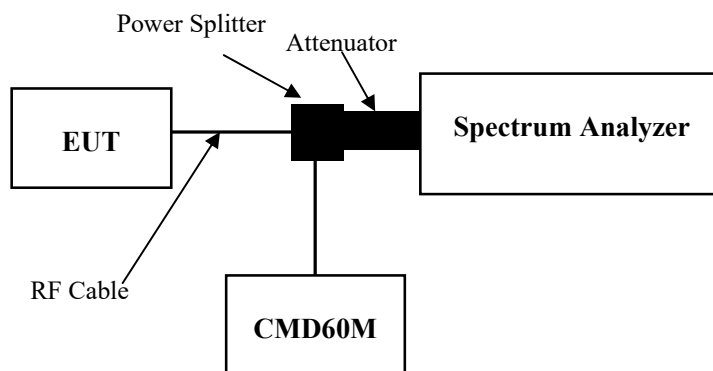 Power Splitter
Attenuator
EUT
Spectrum Analyzer
RF Cable
CMD60M